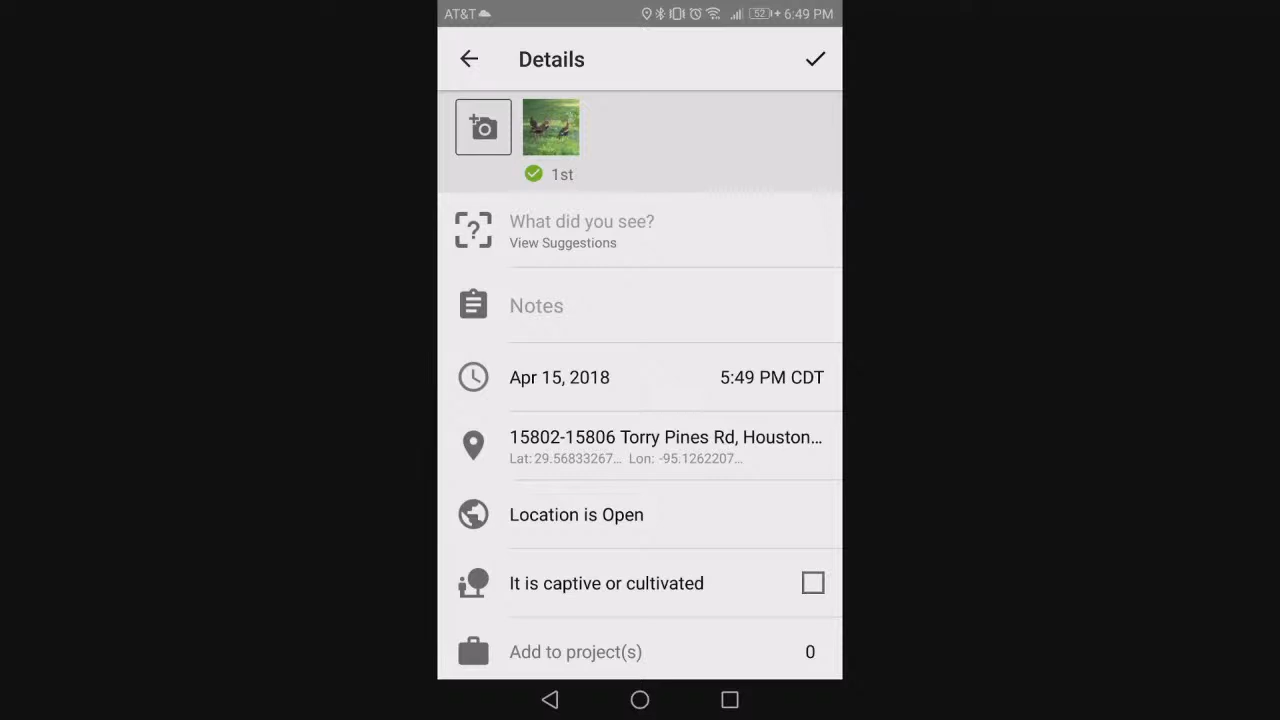 AT&T 52 6:49 PM
Details
1st
What did you see?
View Suggestions
Notes
Apr 15, 2018 5:49 PM CDT
15802-15806 Torry Pines Rd, Houston...
Lat: 29.56833267... Lon: -95.1262207...
Location is Open
It is captive or cultivated
Add to project(s) 0